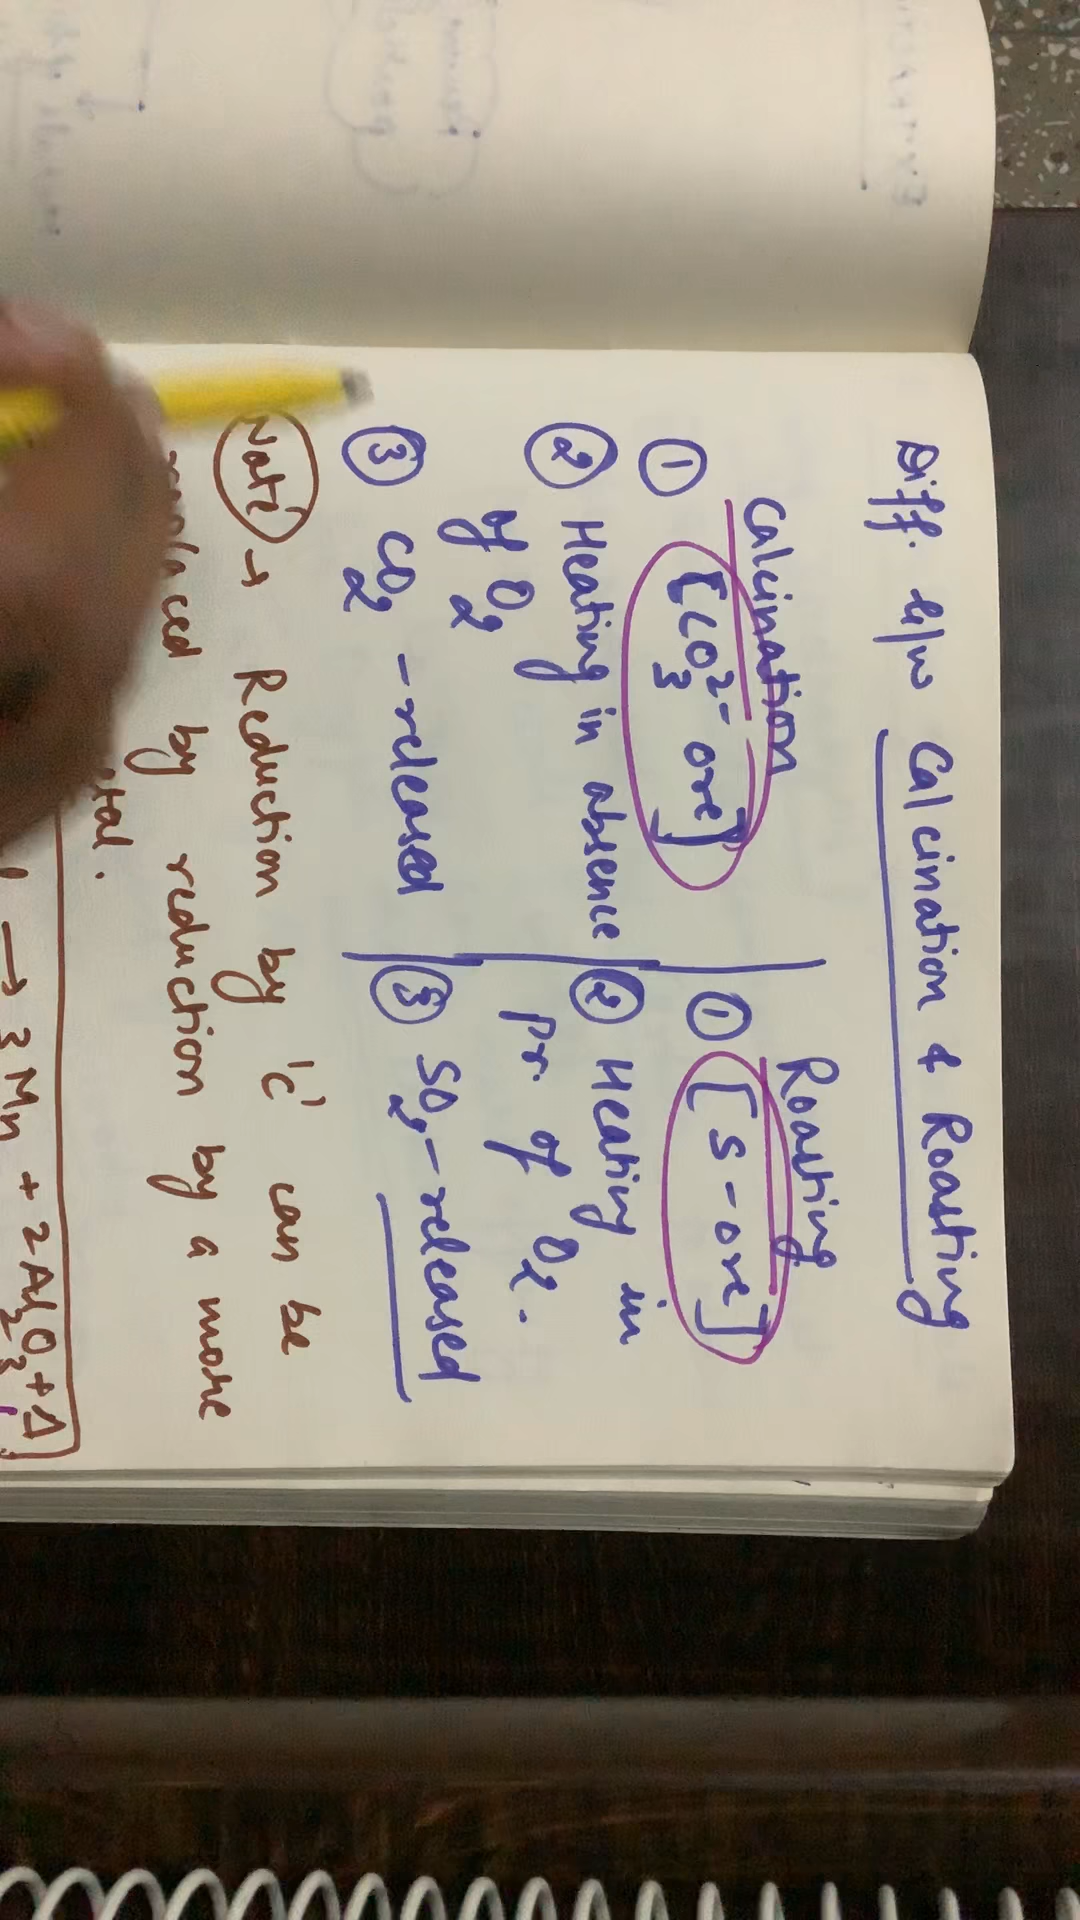 Diff. b/w Calcination & Roasting
Calcination
Roasting
① [CO₃²⁻ ore]
① [S-ore]
② Heating in absence
of O₂
② Heating in
pr. of O₂.
③ CO₂ - released
③ SO₂ - released
Note → Reduction by 'C' can be
by reduction by a more
→ 3Mn + 2Al₂O₃ + Δ